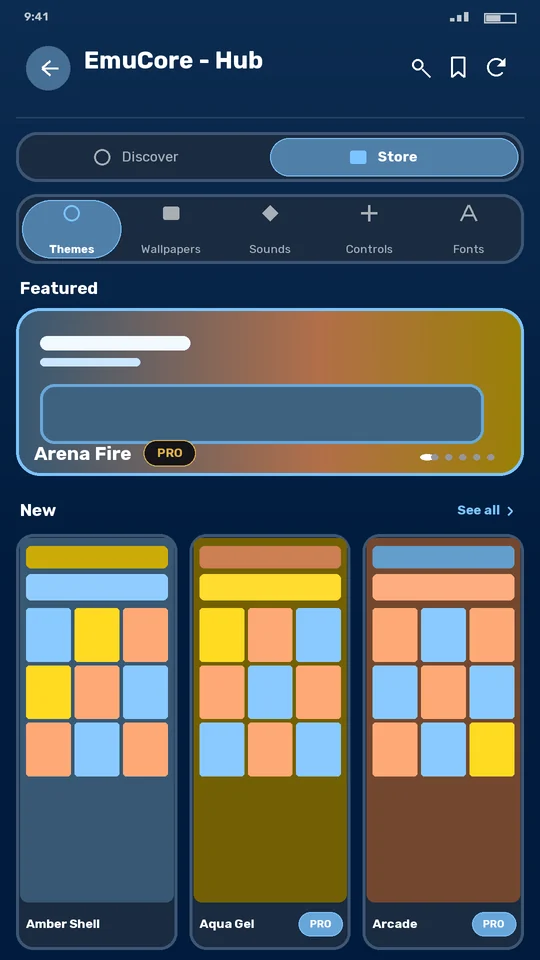 9:41
EmuCore - Hub
Discover
Store
Themes
Wallpapers
Sounds
Controls
Fonts
Featured
Arena Fire
PRO
New
See all
Amber Shell
Aqua Gel
PRO
Arcade
PRO